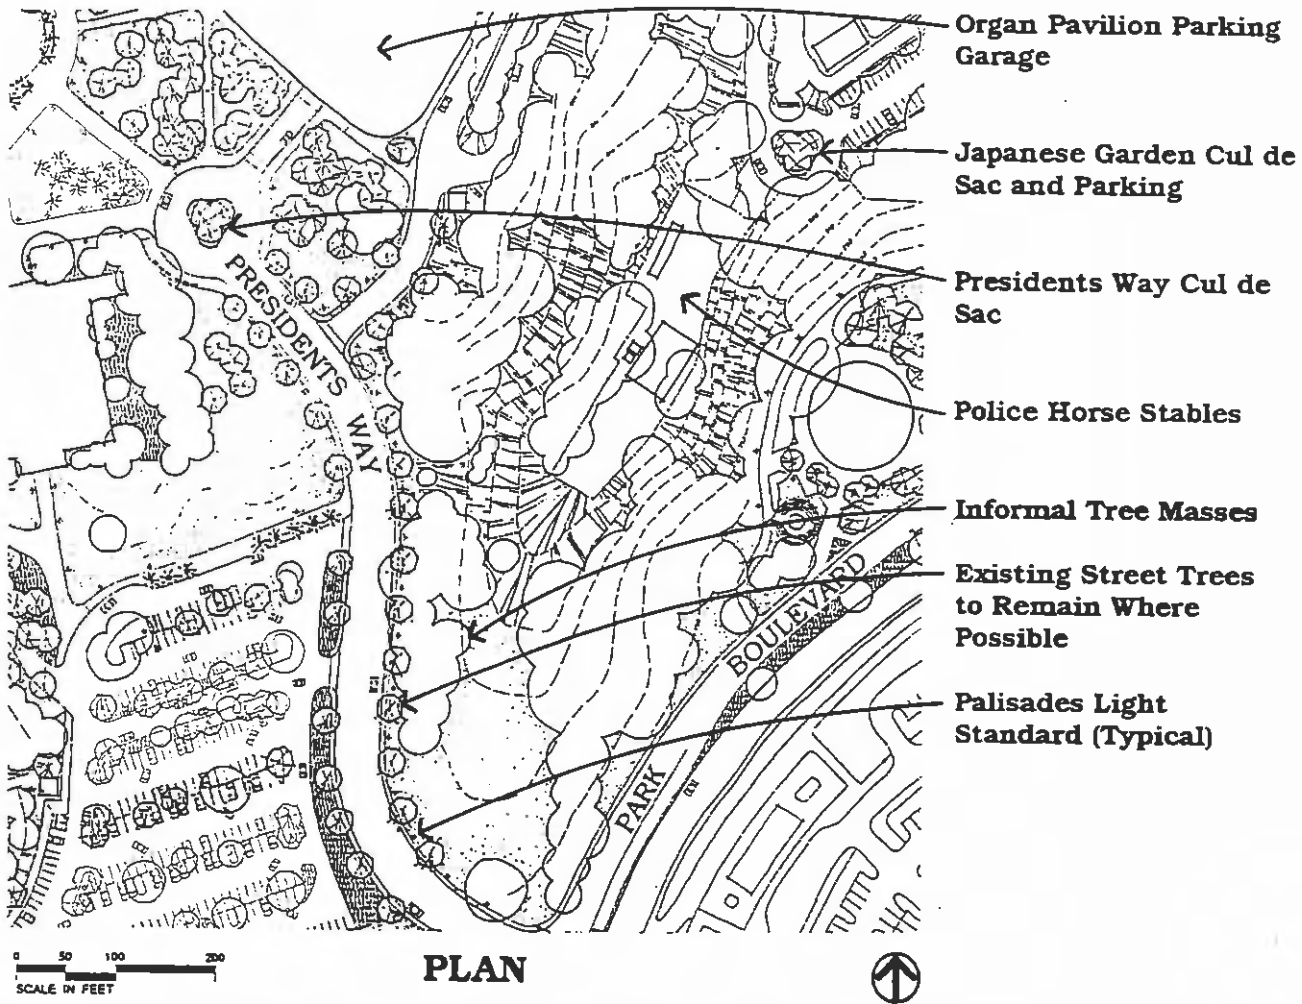 Organ Pavilion Parking
Garage
Japanese Garden Cul de
Sac and Parking
Presidents Way Cul de
Sac
Police Horse Stables
Informal Tree Masses
Existing Street Trees
to Remain Where
Possible
Palisades Light
Standard (Typical)
PRESIDENTS WAY
PARK BOULEVARD
0 50 100 200
SCALE IN FEET
PLAN